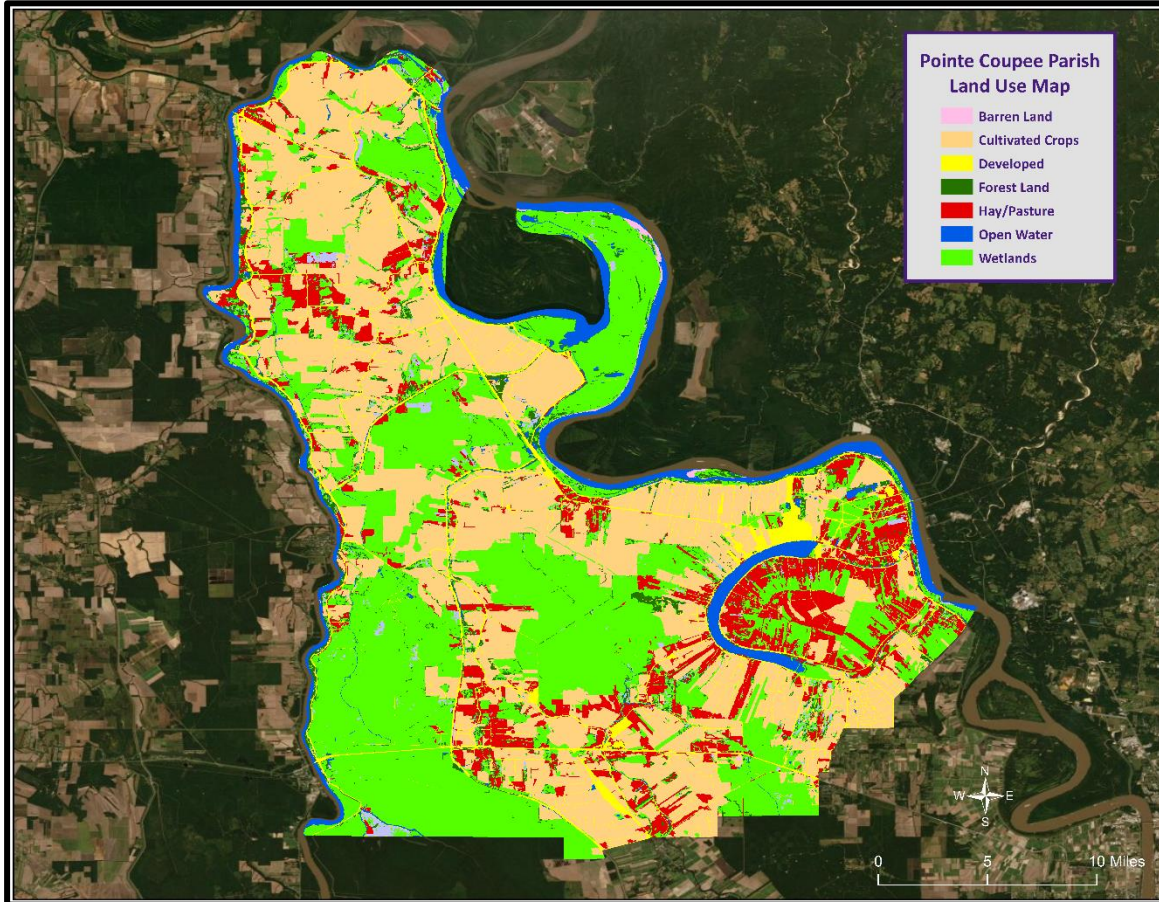 Pointe Coupee Parish
Land Use Map
Barren Land
Cultivated Crops
Developed
Forest Land
Hay/Pasture
Open Water
Wetlands
N
W E
S
0 5 10 Miles